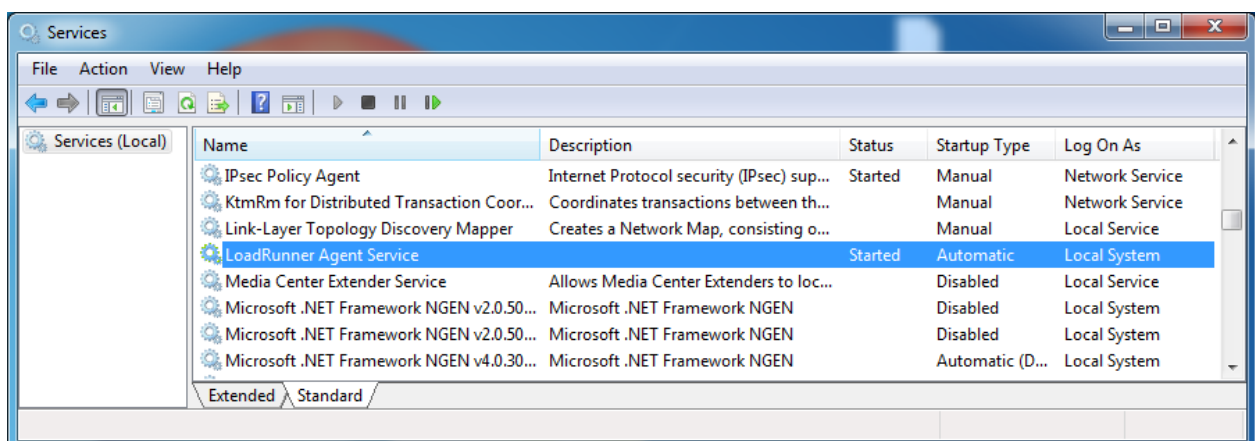 Services
File Action View Help
Services (Local)
Name Description Status Startup Type Log On As
IPsec Policy Agent Internet Protocol security (IPsec) sup... Started Manual Network Service
KtmRm for Distributed Transaction Coor... Coordinates transactions between th... Manual Network Service
Link-Layer Topology Discovery Mapper Creates a Network Map, consisting o... Manual Local Service
LoadRunner Agent Service Started Automatic Local System
Media Center Extender Service Allows Media Center Extenders to loc... Disabled Local Service
Microsoft .NET Framework NGEN v2.0.50... Microsoft .NET Framework NGEN Disabled Local System
Microsoft .NET Framework NGEN v2.0.50... Microsoft .NET Framework NGEN Disabled Local System
Microsoft .NET Framework NGEN v4.0.30... Microsoft .NET Framework NGEN Automatic (D... Local System
Extended Standard